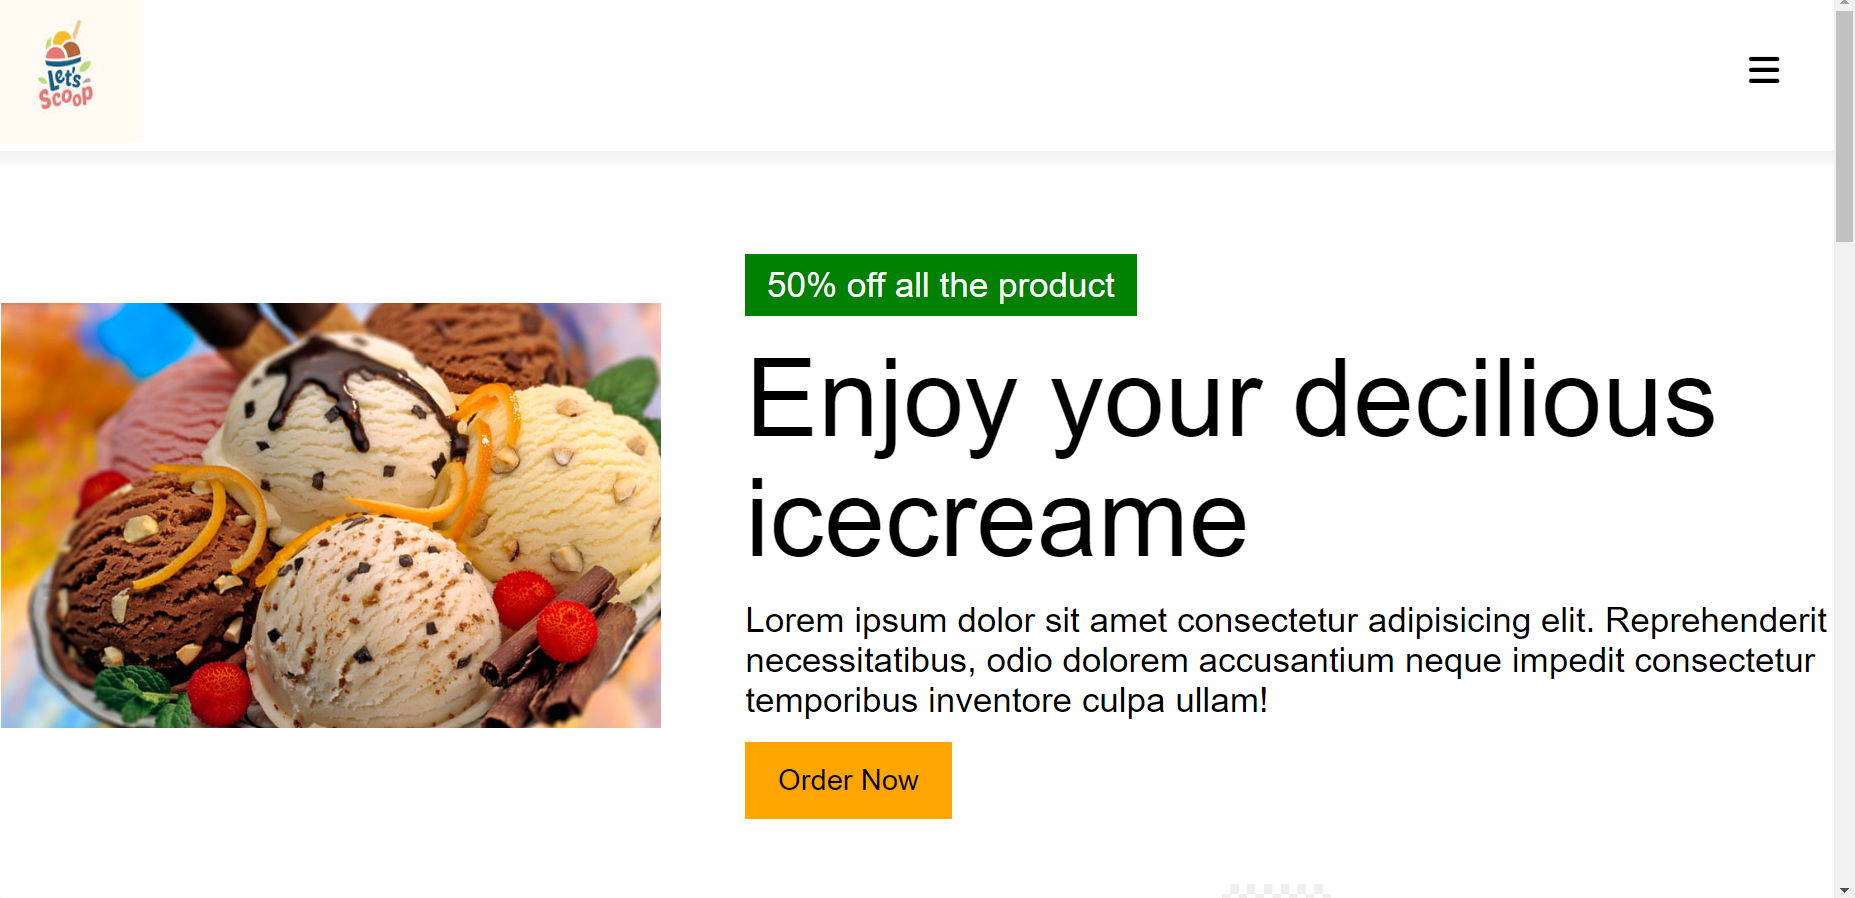 Let's
Scoop
50% off all the product
Enjoy your decilious
icecreame
Lorem ipsum dolor sit amet consectetur adipisicing elit. Reprehenderit
necessitatibus, odio dolorem accusantium neque impedit consectetur
temporibus inventore culpa ullam!
Order Now